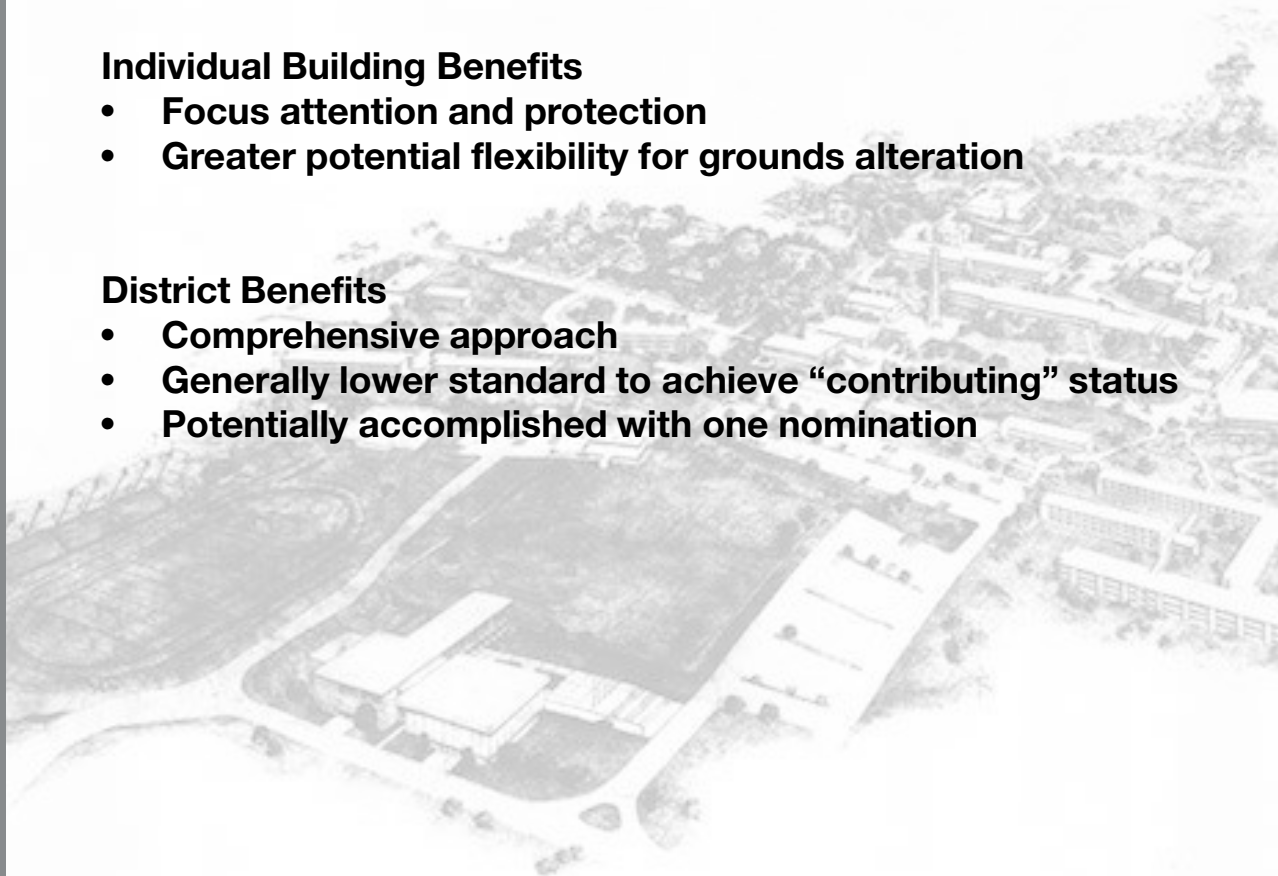 Individual Building Benefits
• Focus attention and protection
• Greater potential flexibility for grounds alteration
District Benefits
• Comprehensive approach
• Generally lower standard to achieve “contributing” status
• Potentially accomplished with one nomination